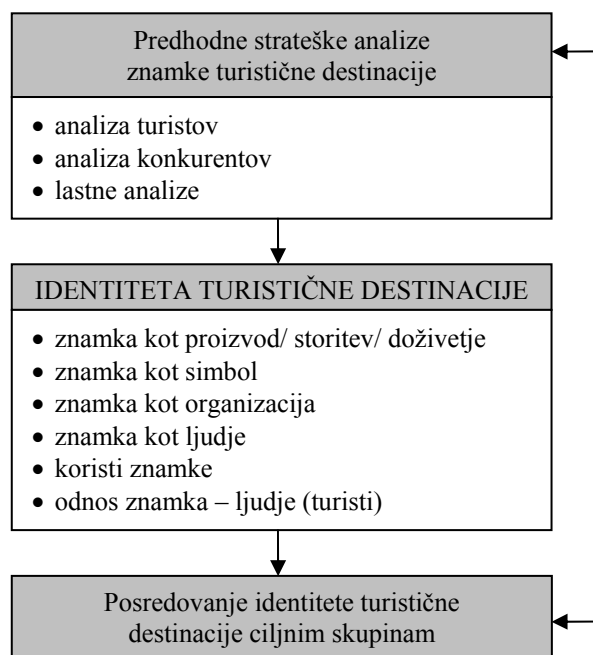 Predhodne strateške analize
znamke turistične destinacije
• analiza turistov
• analiza konkurentov
• lastne analize
IDENTITETA TURISTIČNE DESTINACIJE
• znamka kot proizvod/ storitev/ doživetje
• znamka kot simbol
• znamka kot organizacija
• znamka kot ljudje
• koristi znamke
• odnos znamka – ljudje (turisti)
Posredovanje identitete turistične
destinacije ciljnim skupinam